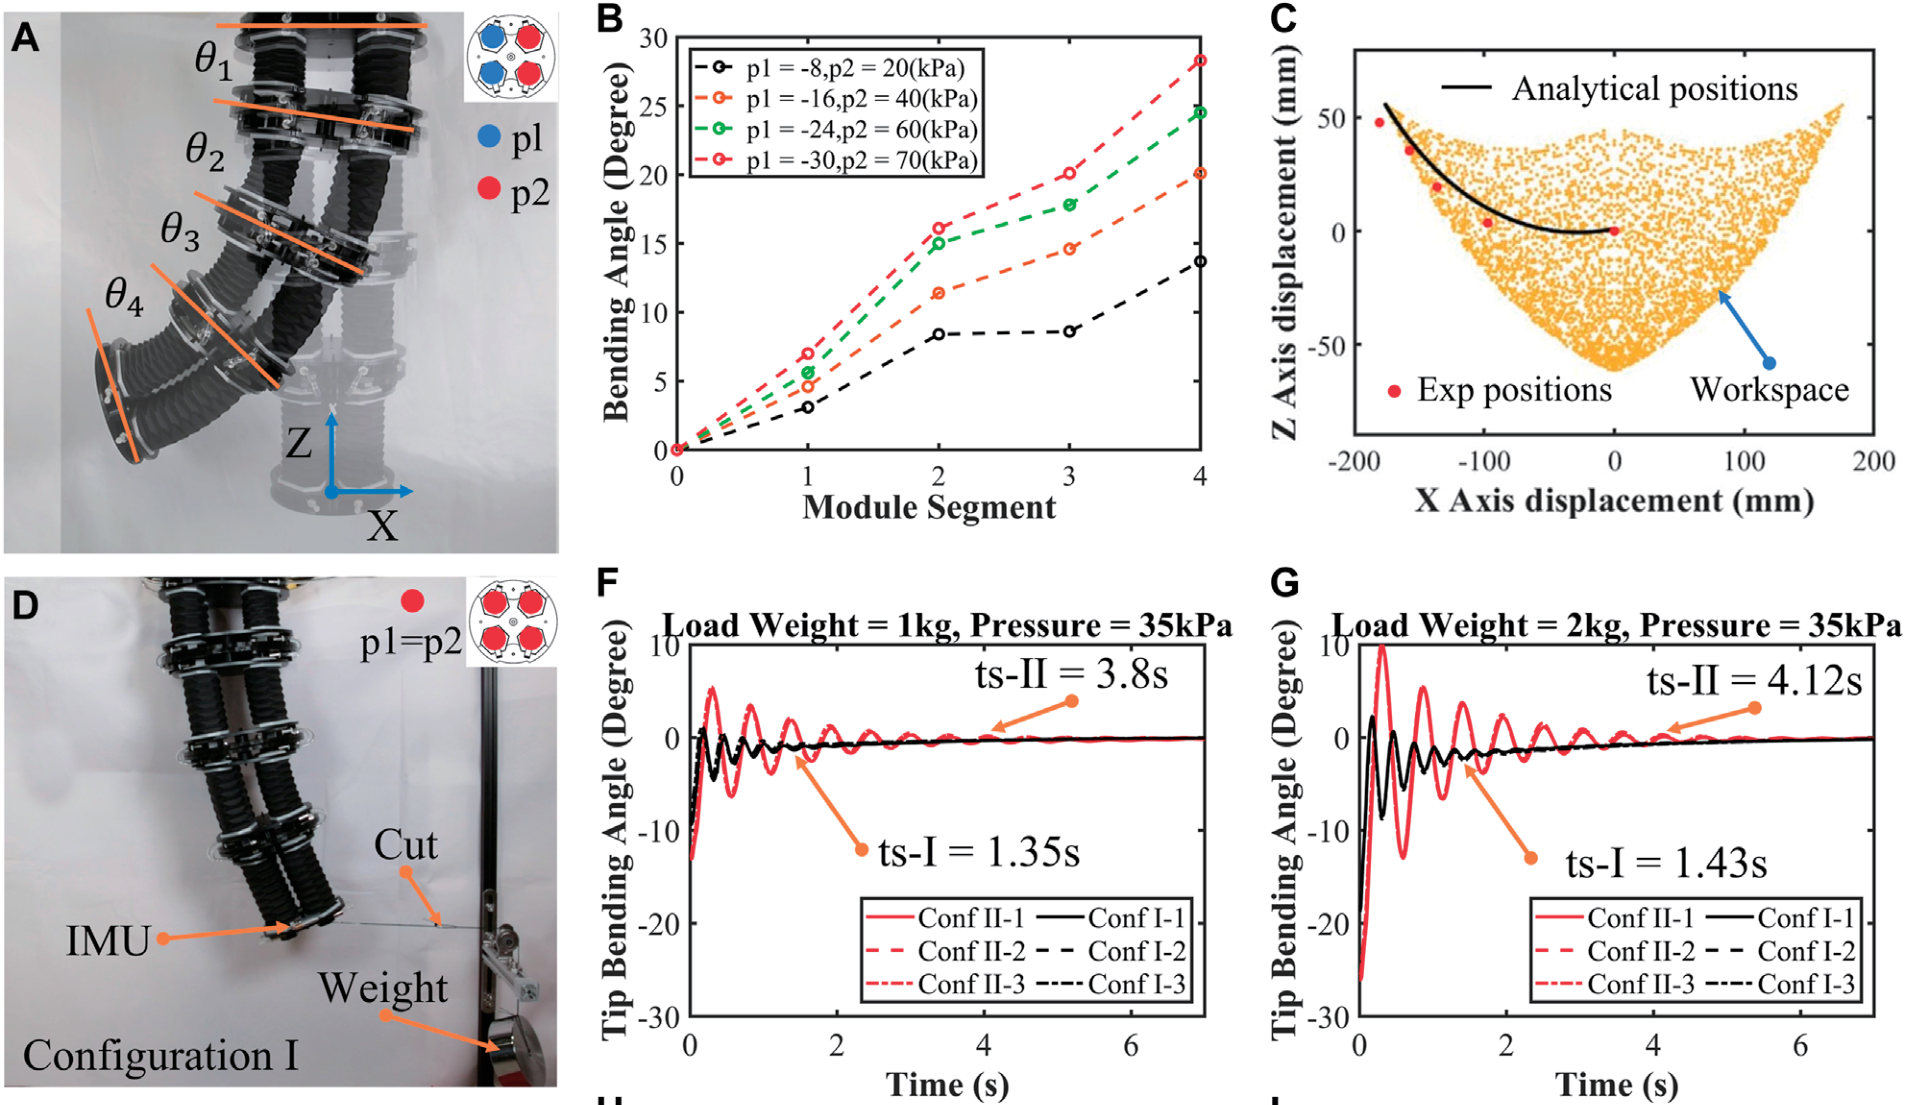 A
θ1
θ2
θ3
θ4
p1
p2
Z
X
B
Bending Angle (Degree)
30
25
20
15
10
5
0
p1 = -8,p2 = 20(kPa)
p1 = -16,p2 = 40(kPa)
p1 = -24,p2 = 60(kPa)
p1 = -30,p2 = 70(kPa)
0 1 2 3 4
Module Segment
C
Z Axis displacement (mm)
50
0
-50
Analytical positions
Exp positions
Workspace
-200 -100 0 100 200
X Axis displacement (mm)
D
p1=p2
Cut
IMU
Weight
Configuration I
F
Load Weight = 1kg, Pressure = 35kPa
Tip Bending Angle (Degree)
10
0
-10
-20
-30
ts-II = 3.8s
ts-I = 1.35s
Conf II-1 Conf I-1
Conf II-2 Conf I-2
Conf II-3 Conf I-3
0 2 4 6
Time (s)
G
Load Weight = 2kg, Pressure = 35kPa
Tip Bending Angle (Degree)
10
0
-10
-20
-30
ts-II = 4.12s
ts-I = 1.43s
Conf II-1 Conf I-1
Conf II-2 Conf I-2
Conf II-3 Conf I-3
0 2 4 6
Time (s)